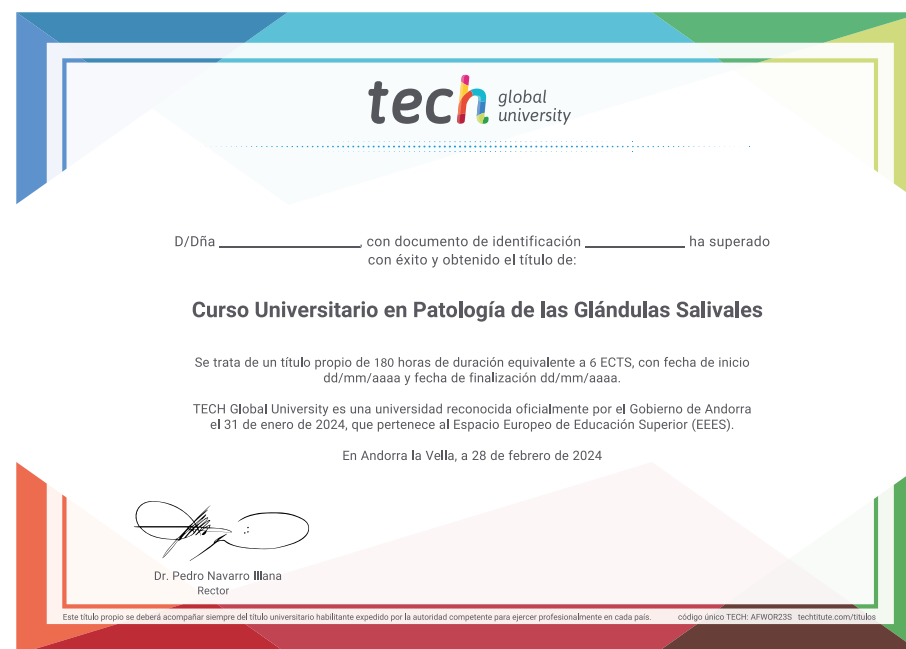 tech global
university
D/Dña ____________________, con documento de identificación ______________ ha superado
con éxito y obtenido el título de:
Curso Universitario en Patología de las Glándulas Salivales
Se trata de un título propio de 180 horas de duración equivalente a 6 ECTS, con fecha de inicio
dd/mm/aaaa y fecha de finalización dd/mm/aaaa.
TECH Global University es una universidad reconocida oficialmente por el Gobierno de Andorra
el 31 de enero de 2024, que pertenece al Espacio Europeo de Educación Superior (EEES).
En Andorra la Vella, a 28 de febrero de 2024
Dr. Pedro Navarro Illana
Rector
Este título propio se deberá acompañar siempre del título universitario habilitante expedido por la autoridad competente para ejercer profesionalmente en cada país. código único TECH: AFWOR23S techtitute.com/titulos